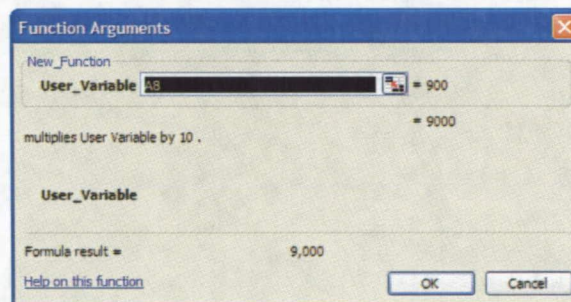 Function Arguments
New_Function
User_Variable A8 = 900
= 9000
multiplies User Variable by 10 .
User_Variable
Formula result = 9,000
Help on this function OK Cancel